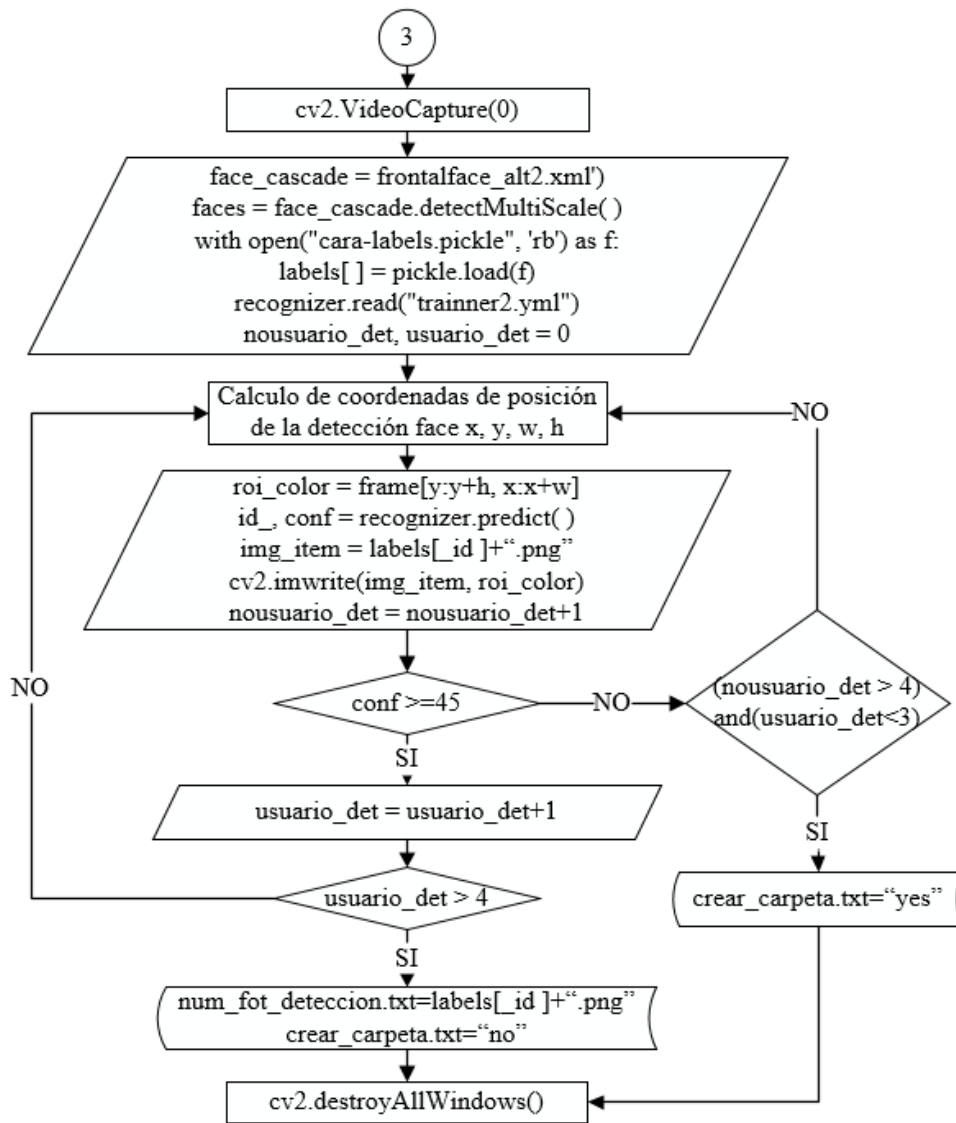 3
cv2.VideoCapture(0)
face_cascade = frontalface_alt2.xml')
faces = face_cascade.detectMultiScale( )
with open("cara-labels.pickle", 'rb') as f:
labels[ ] = pickle.load(f)
recognizer.read("trainner2.yml")
nousuario_det, usuario_det = 0
Calculo de coordenadas de posición
de la detección face x, y, w, h
NO
roi_color = frame[y:y+h, x:x+w]
id_, conf = recognizer.predict( )
img_item = labels[_id ]+“.png”
cv2.imwrite(img_item, roi_color)
nousuario_det = nousuario_det+1
NO
conf >=45
NO
(nousuario_det > 4)
and(usuario_det<3)
SI
usuario_det = usuario_det+1
SI
usuario_det > 4
crear_carpeta.txt=“yes”
SI
num_fot_deteccion.txt=labels[_id ]+“.png”
crear_carpeta.txt=“no”
cv2.destroyAllWindows()